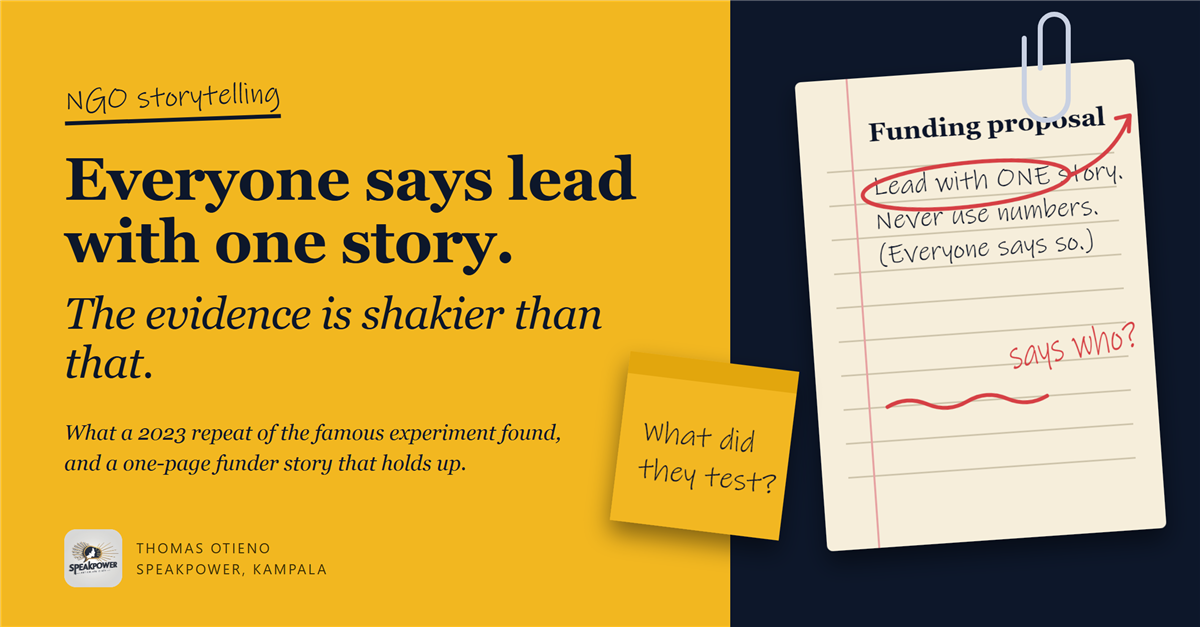 NGO storytelling
Everyone says lead
with one story.
The evidence is shakier than
that.
What a 2023 repeat of the famous experiment found,
and a one-page funder story that holds up.
SPEAKPOWER
THOMAS OTIENO
SPEAKPOWER, KAMPALA
What did
they test?
Funding proposal
Lead with ONE story.
Never use numbers.
(Everyone says so.)
says who?